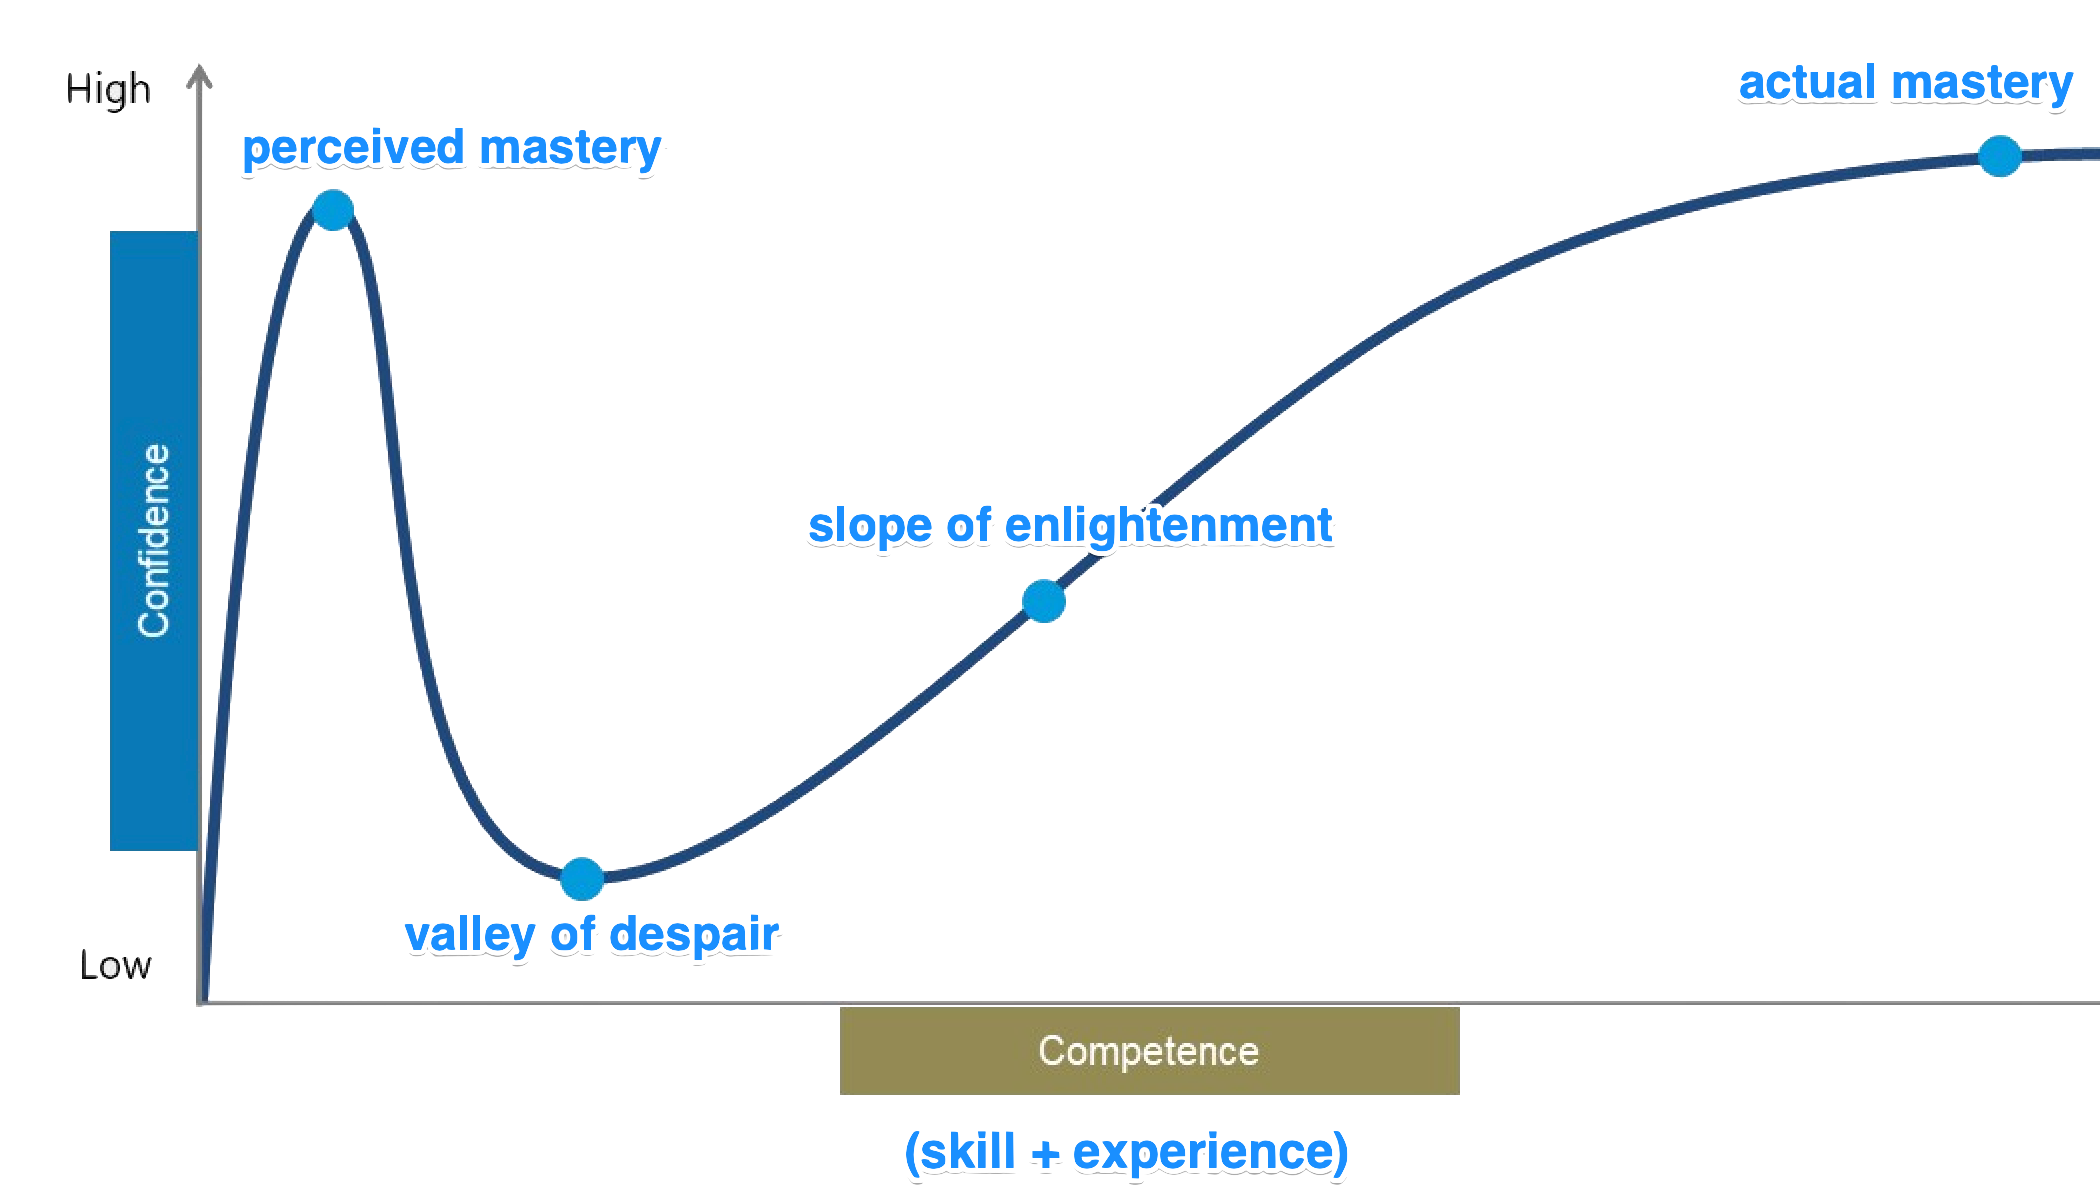 High
actual mastery
perceived mastery
Confidence
slope of enlightenment
valley of despair
Low
Competence
(skill + experience)